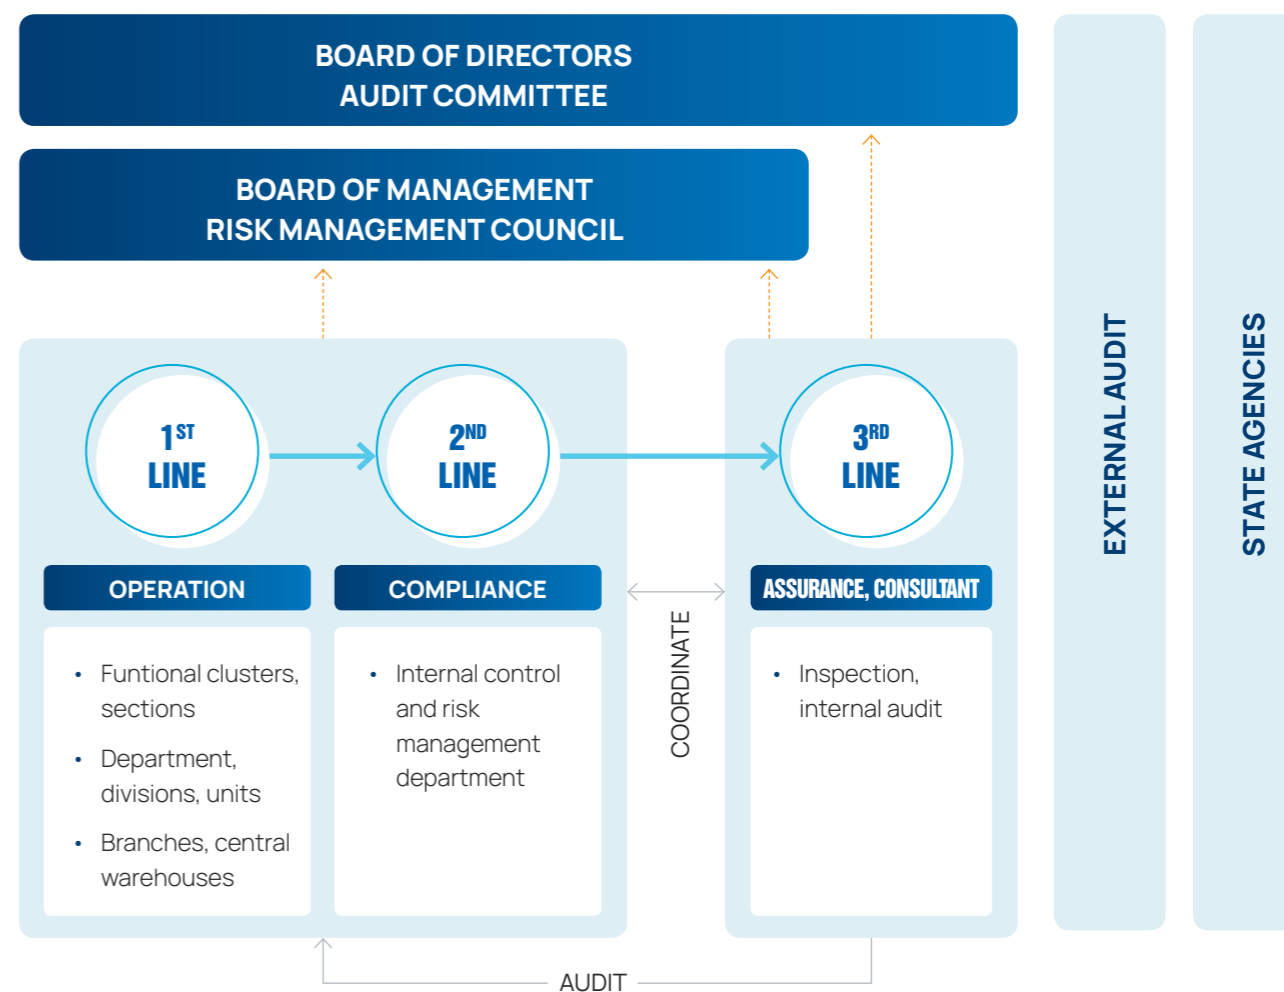 BOARD OF DIRECTORS
AUDIT COMMITTEE
BOARD OF MANAGEMENT
RISK MANAGEMENT COUNCIL
1ST
LINE
2ND
LINE
3RD
LINE
OPERATION
COMPLIANCE
ASSURANCE, CONSULTANT
• Funtional clusters,
sections
• Department,
divisions, units
• Branches, central
warehouses
• Internal control
and risk
management
department
COORDINATE
• Inspection,
internal audit
AUDIT
EXTERNAL AUDIT
STATE AGENCIES